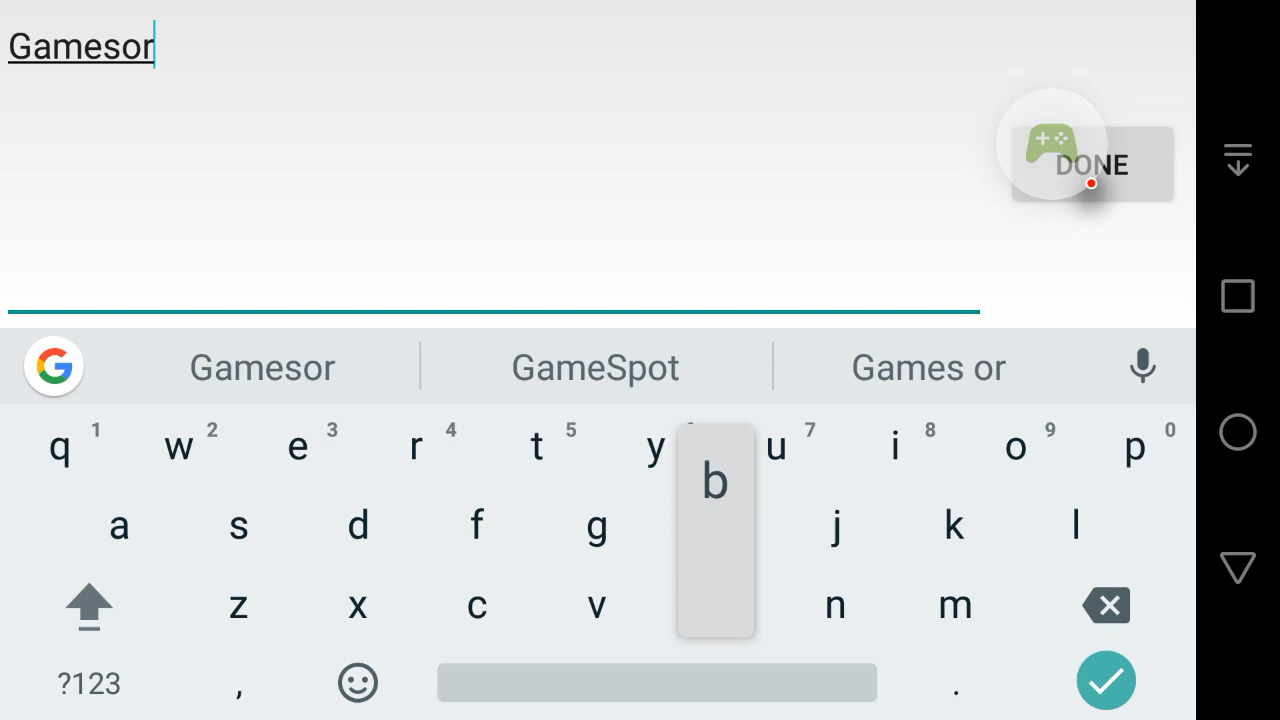 Gamesor
DONE
Gamesor GameSpot Games or
q 1 w 2 e 3 r 4 t 5 y u 7 i 8 o 9 p 0
a s d f g j k l
b
z x c v n m
?123 , .